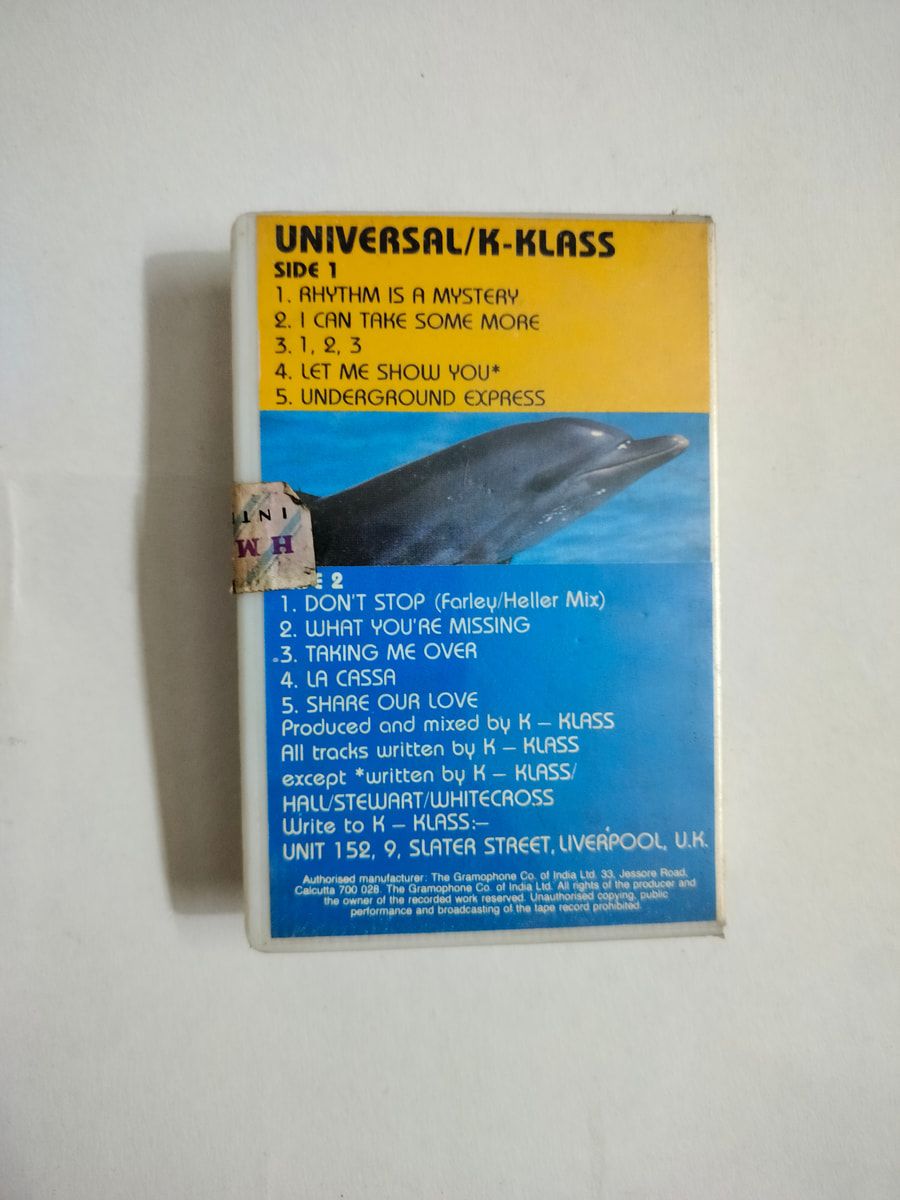 UNIVERSAL/K-KLASS
SIDE 1
1. RHYTHM IS A MYSTERY
2. I CAN TAKE SOME MORE
3. 1, 2, 3
4. LET ME SHOW YOU*
5. UNDERGROUND EXPRESS
INT
H M
E 2
1. DON'T STOP (Farley/Heller Mix)
2. WHAT YOU'RE MISSING
3. TAKING ME OVER
4. LA CASSA
5. SHARE OUR LOVE
Produced and mixed by K – KLASS
All tracks written by K – KLASS
except *written by K – KLASS/
HALL/STEWART/WHITECROSS
Write to K – KLASS:–
UNIT 152, 9, SLATER STREET, LIVERPOOL, U.K.
Authorised manufacturer: The Gramophone Co. of India Ltd. 33, Jessore Road,
Calcutta 700 028. The Gramophone Co. of India Ltd. All rights of the producer and
the owner of the recorded work reserved. Unauthorised copying, public
performance and broadcasting of the tape record prohibited.